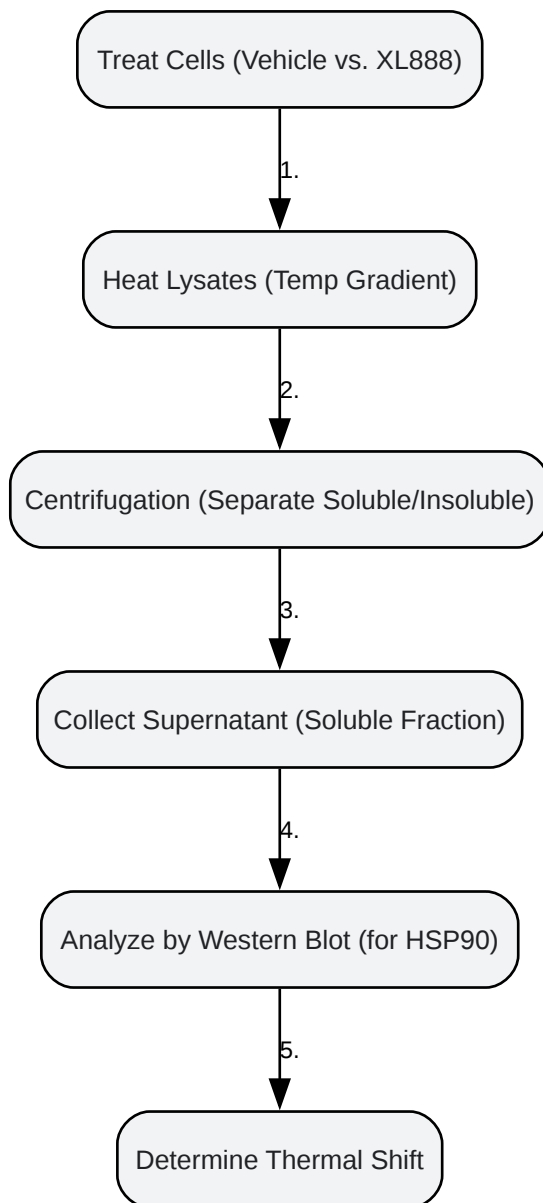 Treat Cells (Vehicle vs. XL888)
1.
Heat Lysates (Temp Gradient)
2.
Centrifugation (Separate Soluble/Insoluble)
3.
Collect Supernatant (Soluble Fraction)
4.
Analyze by Western Blot (for HSP90)
5.
Determine Thermal Shift